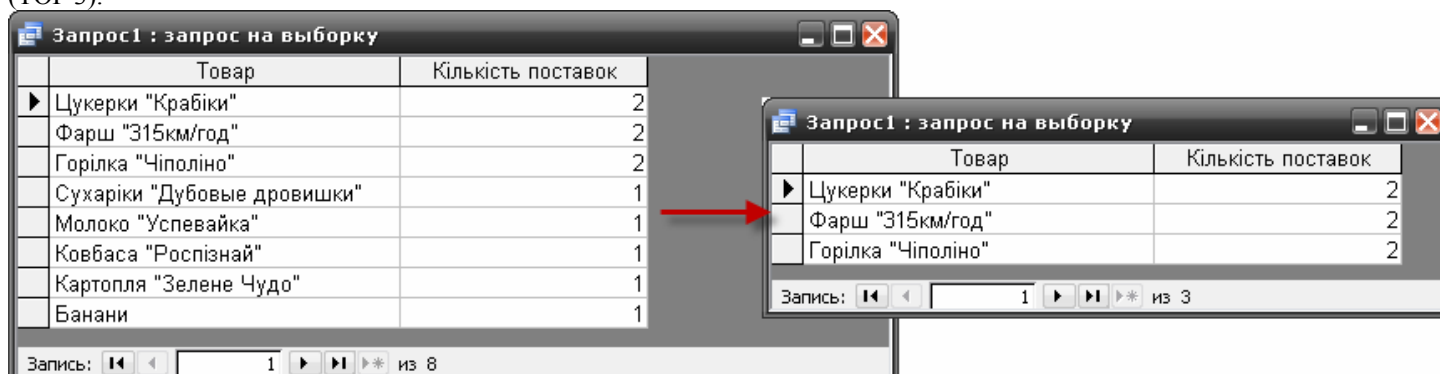 (TOP 3).
Запрос1 : запрос на выборку
Товар Кількість поставок
Цукерки "Крабіки" 2
Фарш "315км/год" 2
Горілка "Чіполіно" 2
Сухаріки "Дубовые дровишки" 1
Молоко "Успевайка" 1
Ковбаса "Роспізнай" 1
Картопля "Зелене Чудо" 1
Банани 1
Запись: 1 из 8
Запрос1 : запрос на выборку
Товар Кількість поставок
Цукерки "Крабіки" 2
Фарш "315км/год" 2
Горілка "Чіполіно" 2
Запись: 1 из 3